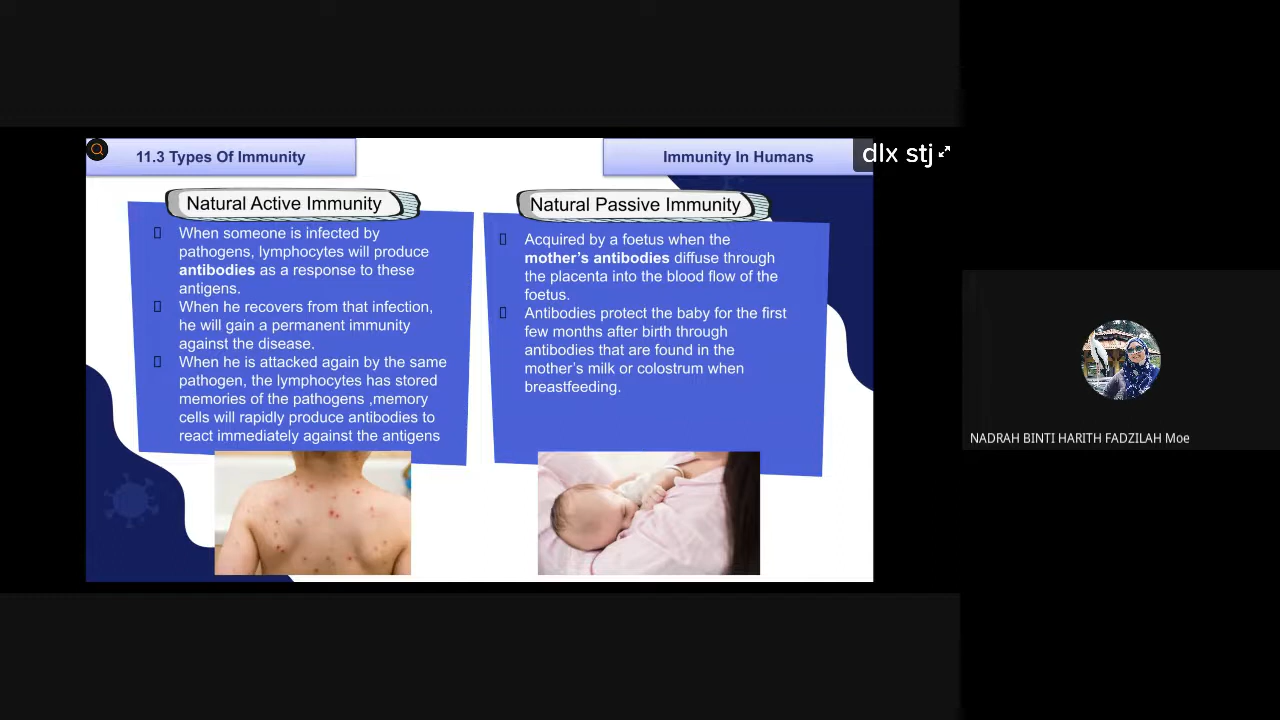 11.3 Types Of Immunity
Immunity In Humans
dlx stj
Natural Active Immunity
When someone is infected by
pathogens, lymphocytes will produce
antibodies as a response to these
antigens.
When he recovers from that infection,
he will gain a permanent immunity
against the disease.
When he is attacked again by the same
pathogen, the lymphocytes has stored
memories of the pathogens ,memory
cells will rapidly produce antibodies to
react immediately against the antigens
Natural Passive Immunity
Acquired by a foetus when the
mother's antibodies diffuse through
the placenta into the blood flow of the
foetus.
Antibodies protect the baby for the first
few months after birth through
antibodies that are found in the
mother's milk or colostrum when
breastfeeding.
NADRAH BINTI HARITH FADZILAH Moe